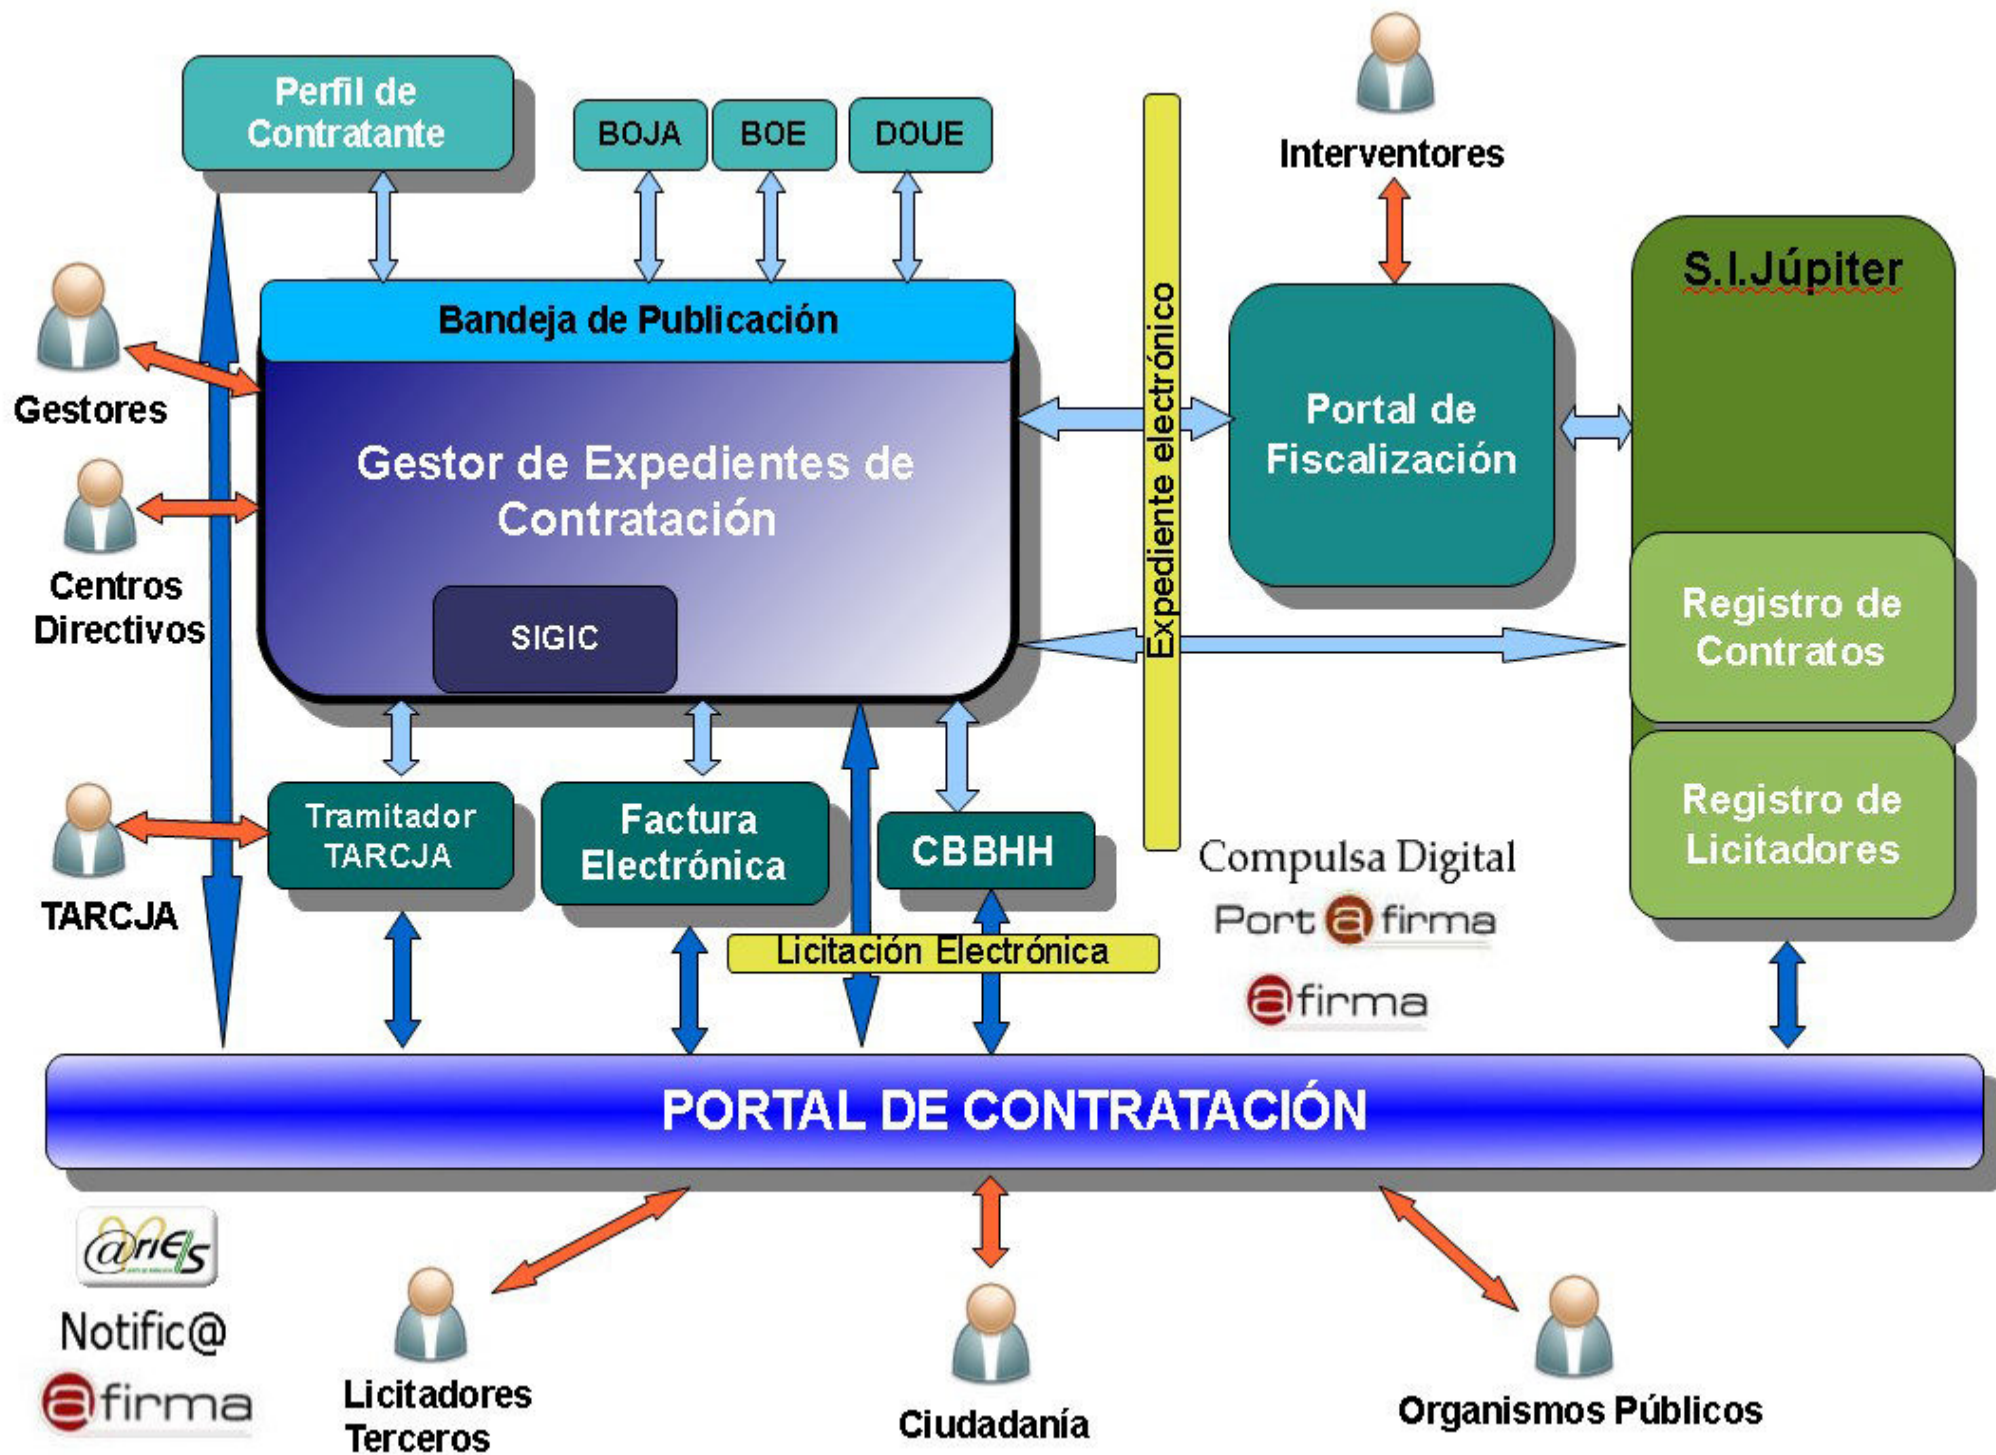 Perfil de
Contratante
BOJA
BOE
DOUE
Interventores
S.I.Júpiter
Bandeja de Publicación
Gestores
Gestor de Expedientes de
Contratación
Expediente electrónico
Portal de
Fiscalización
Centros
Directivos
SIGIC
Registro de
Contratos
Tramitador
TARCJA
Factura
Electrónica
CBBHH
Registro de
Licitadores
TARCJA
Compulsa Digital
Port@firma
Licitación Electrónica
@firma
PORTAL DE CONTRATACIÓN
@riEs
Notific@
@firma
Licitadores
Terceros
Ciudadanía
Organismos Públicos